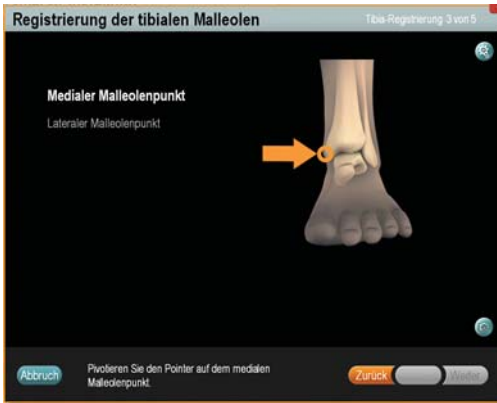 Registrierung der tibialen Malleolen
Tibia-Registrierung 3 von 5
Medialer Malleolenpunkt
Lateraler Malleolenpunkt
Abbruch
Pivotieren Sie den Pointer auf dem medialen
Malleolenpunkt.
Zurück
Weiter